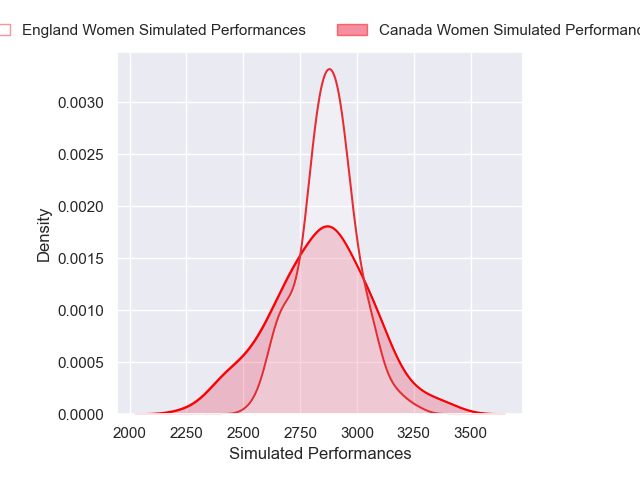 England Women Simulated Performances
Canada Women Simulated
0.0030
0.0025
0.0020
0.0015
0.0010
0.0005
0.0000
Density
2000 2250 2500 2750 3000 3250 3500
Simulated Performances